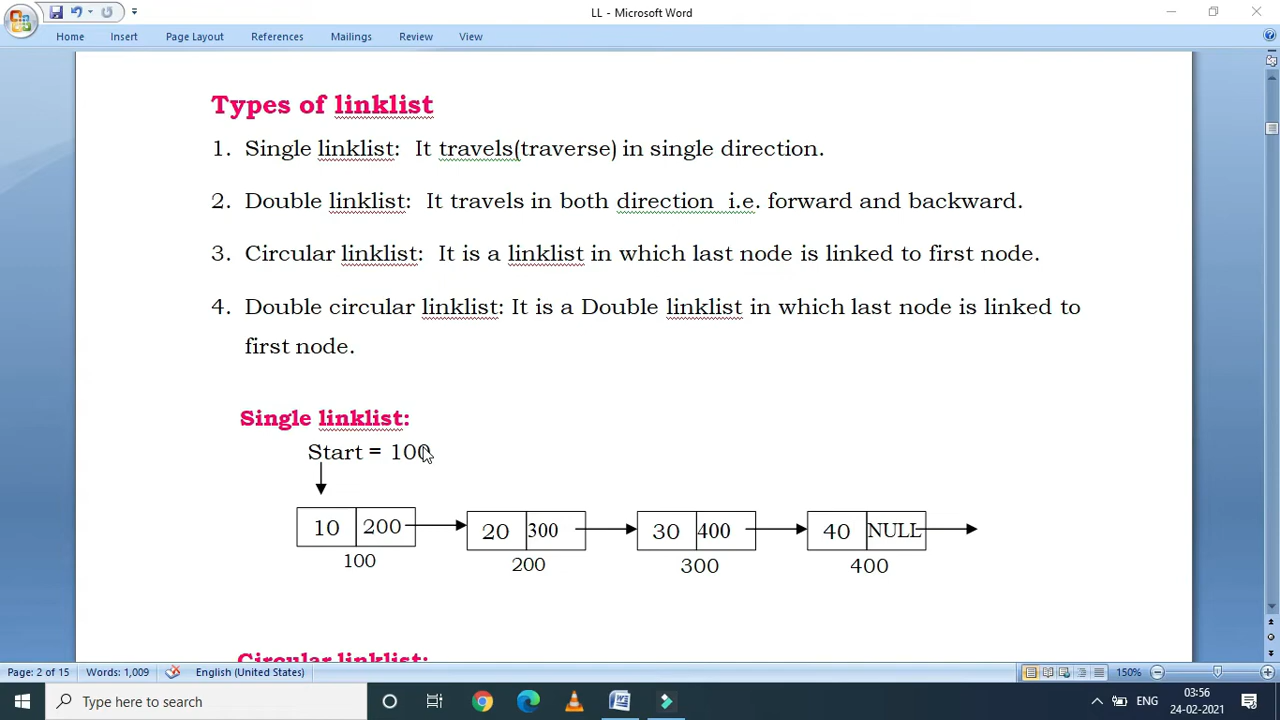 LL - Microsoft Word
Home Insert Page Layout References Mailings Review View
Types of linklist
1. Single linklist: It travels(traverse) in single direction.
2. Double linklist: It travels in both direction i.e. forward and backward.
3. Circular linklist: It is a linklist in which last node is linked to first node.
4. Double circular linklist: It is a Double linklist in which last node is linked to
first node.
Single linklist:
Start = 100
10 200 20 300 30 400 40 NULL
100 200 300 400
Circular linklist:
Page: 2 of 15 Words: 1,009 English (United States) 150%
Type here to search ENG 03:56
24-02-2021